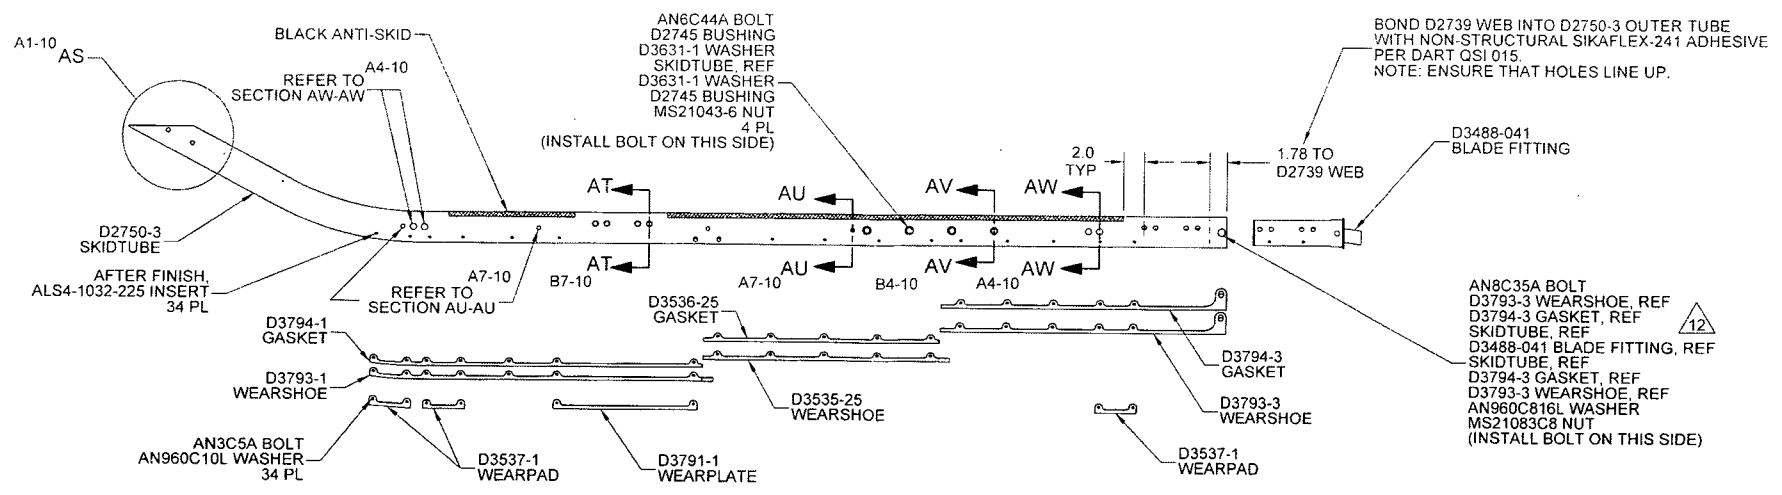 A1-10
AS
BLACK ANTI-SKID
A4-10
REFER TO
SECTION AW-AW
AN6C44A BOLT
D2745 BUSHING
D3631-1 WASHER
SKIDTUBE, REF
D3631-1 WASHER
D2745 BUSHING
MS21043-6 NUT
4 PL
(INSTALL BOLT ON THIS SIDE)
BOND D2739 WEB INTO D2750-3 OUTER TUBE
WITH NON-STRUCTURAL SIKAFLEX-241 ADHESIVE
PER DART QSI 015.
NOTE: ENSURE THAT HOLES LINE UP.
2.0
TYP
1.78 TO
D2739 WEB
D3488-041
BLADE FITTING
AT
AU
AV
AW
D2750-3
SKIDTUBE
AFTER FINISH,
ALS4-1032-225 INSERT
34 PL
A7-10
REFER TO
SECTION AU-AU
AT
B7-10
AU
A7-10
AV
B4-10
AW
A4-10
AN8C35A BOLT
D3793-3 WEARSHOE, REF
D3794-3 GASKET, REF
SKIDTUBE, REF
D3488-041 BLADE FITTING, REF
SKIDTUBE, REF
D3794-3 GASKET, REF
D3793-3 WEARSHOE, REF
AN960C816L WASHER
MS21083C8 NUT
(INSTALL BOLT ON THIS SIDE)
12
D3794-1
GASKET
D3536-25
GASKET
D3794-3
GASKET
D3793-1
WEARSHOE
D3535-25
WEARSHOE
D3793-3
WEARSHOE
AN3C5A BOLT
AN960C10L WASHER
34 PL
D3537-1
WEARPAD
D3791-1
WEARPLATE
D3537-1
WEARPAD